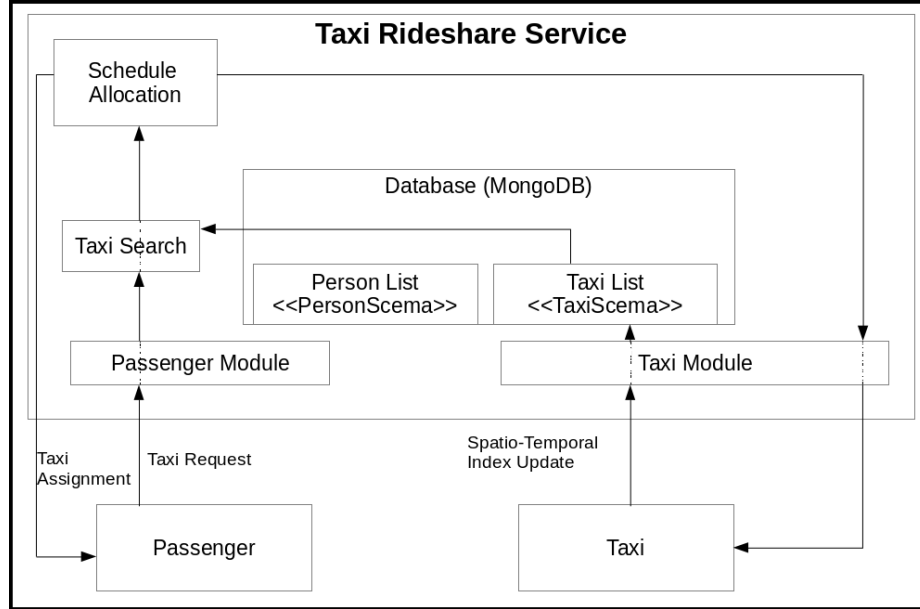 Taxi Rideshare Service
Schedule
Allocation
Database (MongoDB)
Taxi Search
Person List
<<PersonScema>>
Taxi List
<<TaxiScema>>
Passenger Module
Taxi Module
Taxi
Assignment
Taxi Request
Spatio-Temporal
Index Update
Passenger
Taxi